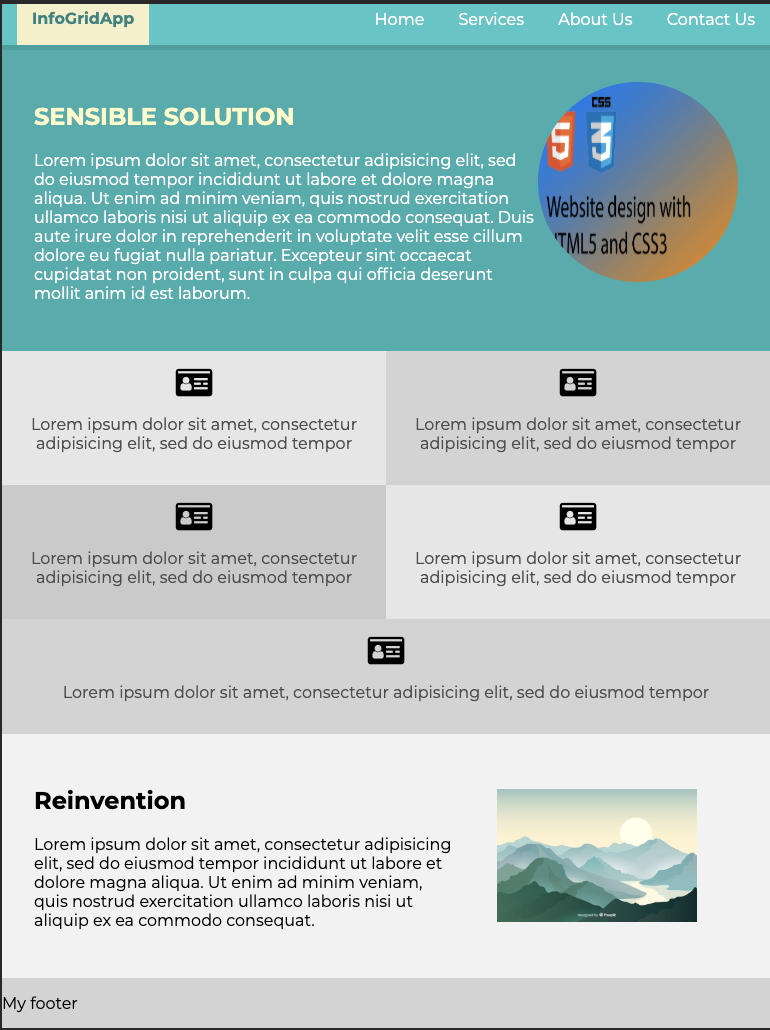 InfoGridApp Home Services About Us Contact Us
SENSIBLE SOLUTION
Lorem ipsum dolor sit amet, consectetur adipisicing elit, sed
do eiusmod tempor incididunt ut labore et dolore magna
aliqua. Ut enim ad minim veniam, quis nostrud exercitation
ullamco laboris nisi ut aliquip ex ea commodo consequat. Duis
aute irure dolor in reprehenderit in voluptate velit esse cillum
dolore eu fugiat nulla pariatur. Excepteur sint occaecat
cupidatat non proident, sunt in culpa qui officia deserunt
mollit anim id est laborum.
CSS
5 3
Website design with
HTML5 and CSS3
Lorem ipsum dolor sit amet, consectetur
adipisicing elit, sed do eiusmod tempor
Lorem ipsum dolor sit amet, consectetur
adipisicing elit, sed do eiusmod tempor
Lorem ipsum dolor sit amet, consectetur
adipisicing elit, sed do eiusmod tempor
Lorem ipsum dolor sit amet, consectetur
adipisicing elit, sed do eiusmod tempor
Lorem ipsum dolor sit amet, consectetur adipisicing elit, sed do eiusmod tempor
Reinvention
Lorem ipsum dolor sit amet, consectetur adipisicing
elit, sed do eiusmod tempor incididunt ut labore et
dolore magna aliqua. Ut enim ad minim veniam,
quis nostrud exercitation ullamco laboris nisi ut
aliquip ex ea commodo consequat.
designed by freepik
My footer